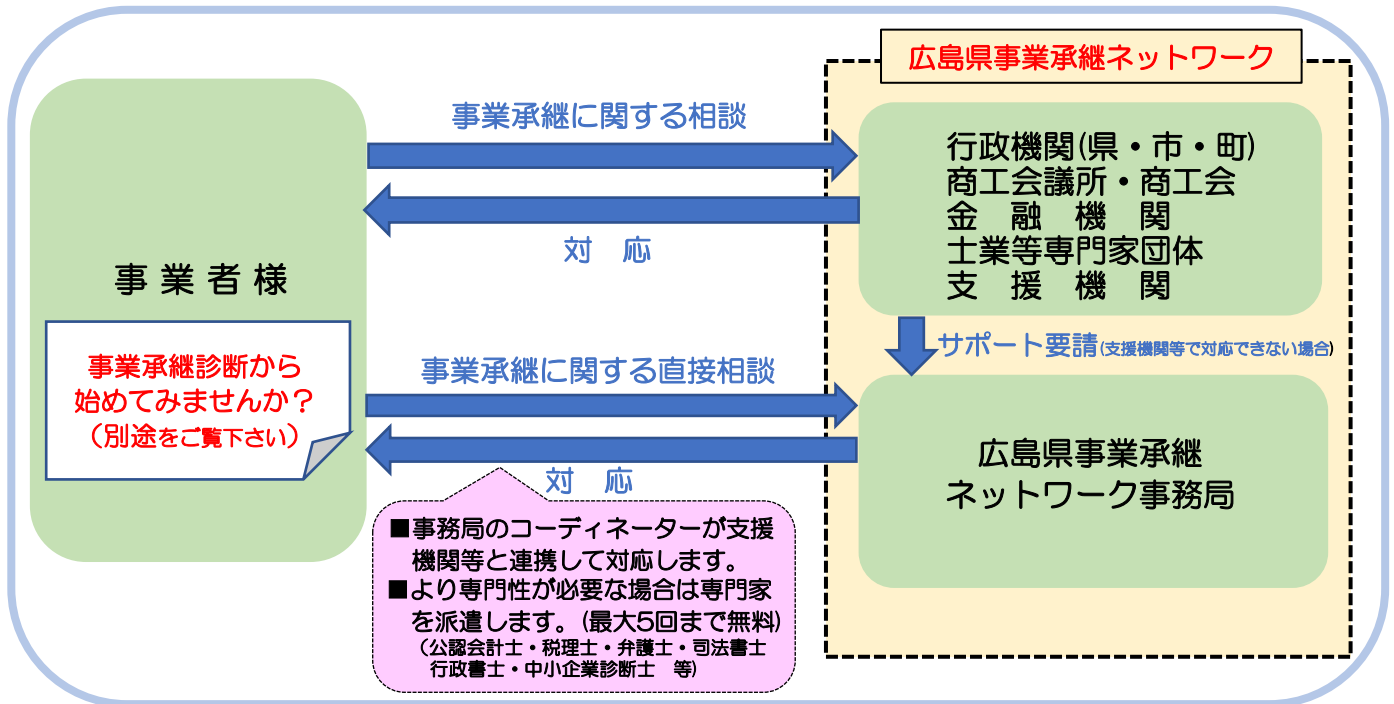 広島県事業承継ネットワーク
事業承継に関する相談
行政機関(県・市・町)
商工会議所・商工会
金　融　機　関
士業等専門家団体
支　援　機　関
対　応
事 業 者 様
サポート要請(支援機関等で対応できない場合)
事業承継診断から
始めてみませんか？
（別途をご覧下さい）
事業承継に関する直接相談
広島県事業承継
ネットワーク事務局
対　応
■事務局のコーディネーターが支援
機関等と連携して対応します。
■より専門性が必要な場合は専門家
を派遣します。(最大5回まで無料)
（公認会計士・税理士・弁護士・司法書士
行政書士・中小企業診断士　等)